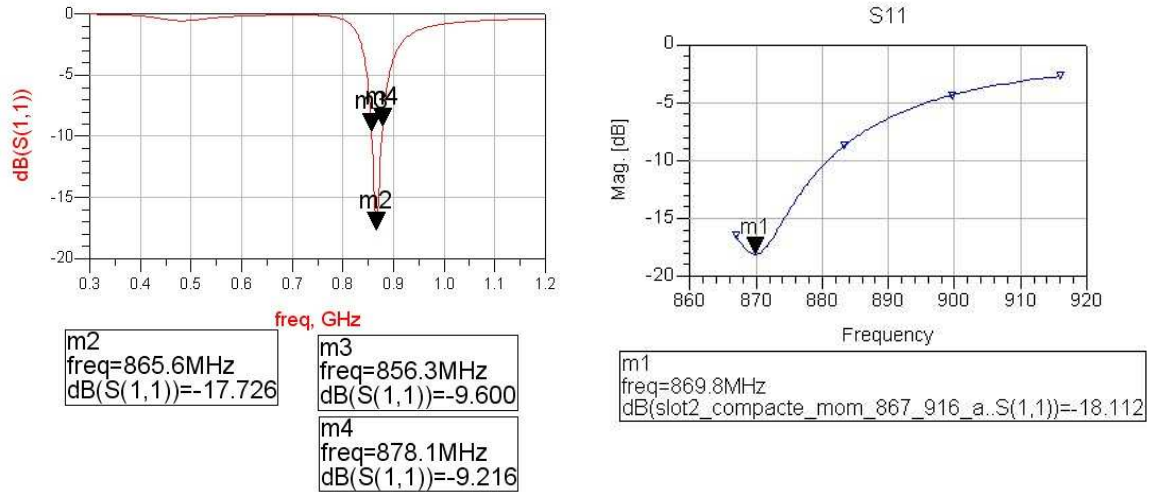 0
-5
-10
-15
-20
dB(S(1,1))
m3
m4
m2
0.3 0.4 0.5 0.6 0.7 0.8 0.9 1.0 1.1 1.2
freq, GHz
m2
freq=865.6MHz
dB(S(1,1))=-17.726
m3
freq=856.3MHz
dB(S(1,1))=-9.600
m4
freq=878.1MHz
dB(S(1,1))=-9.216
S11
0
-5
-10
-15
-20
Mag. [dB]
m1
860 870 880 890 900 910 920
Frequency
m1
freq=869.8MHz
dB(slot2_compacte_mom_867_916_a..S(1,1))=-18.112